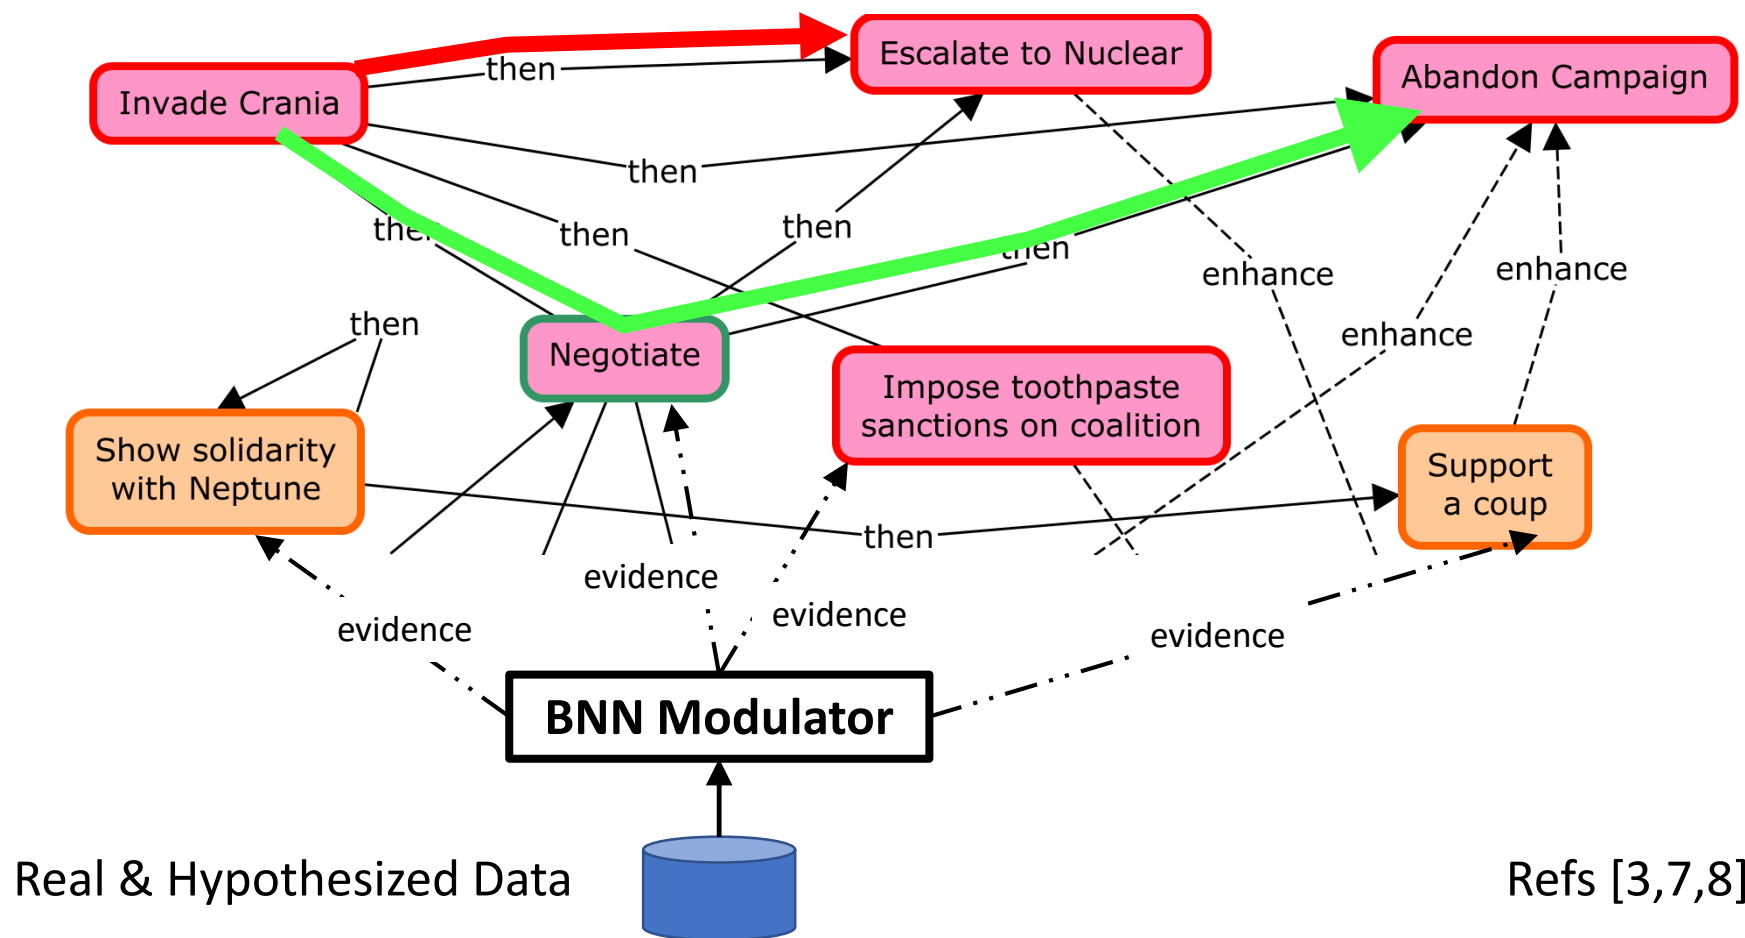 Escalate to Nuclear
Abandon Campaign
Invade Crania
then
then
then
then
then
then
enhance
enhance
then
enhance
Negotiate
Impose toothpaste
sanctions on coalition
Show solidarity
with Neptune
Support
a coup
then
evidence
evidence
evidence
evidence
BNN Modulator
Real & Hypothesized Data
Refs [3,7,8]